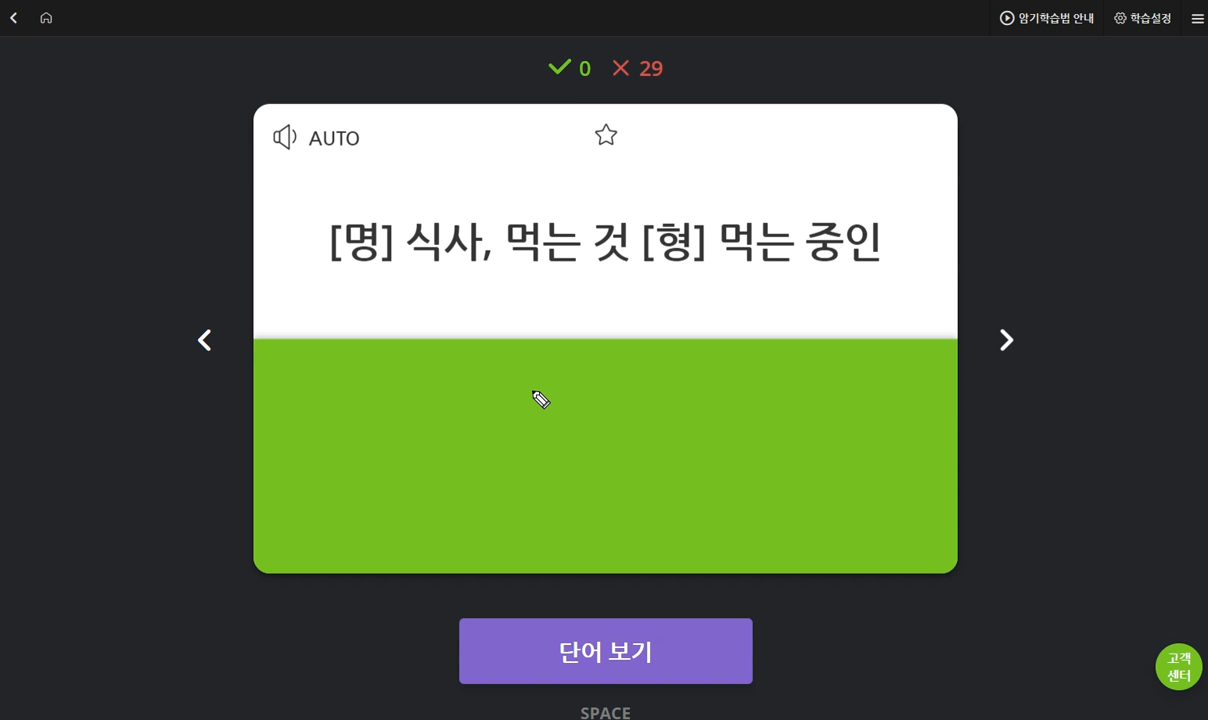 암기학습법 안내 학습설정
0 29
AUTO
[명] 식사, 먹는 것 [형] 먹는 중인
단어 보기
고객
센터
SPACE